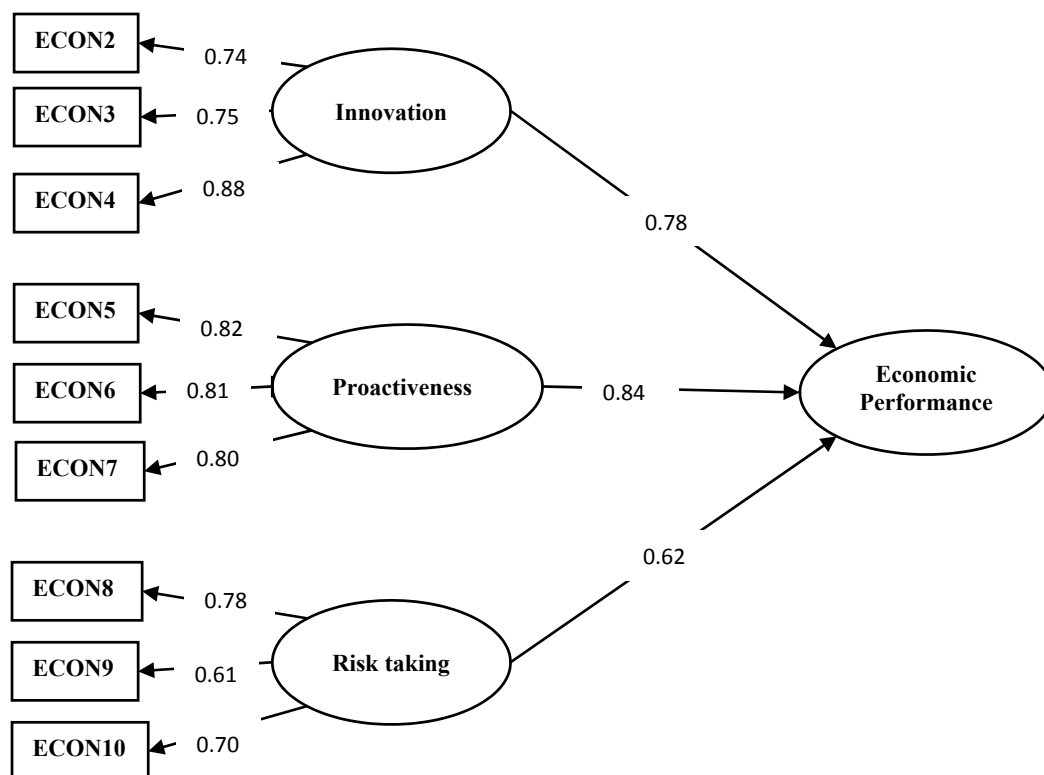 ECON2
0.74
ECON3
0.75
Innovation
ECON4
0.88
0.78
ECON5
0.82
ECON6
0.81
Proactiveness
0.84
Economic
Performance
ECON7
0.80
0.62
ECON8
0.78
ECON9
0.61
Risk taking
ECON10
0.70